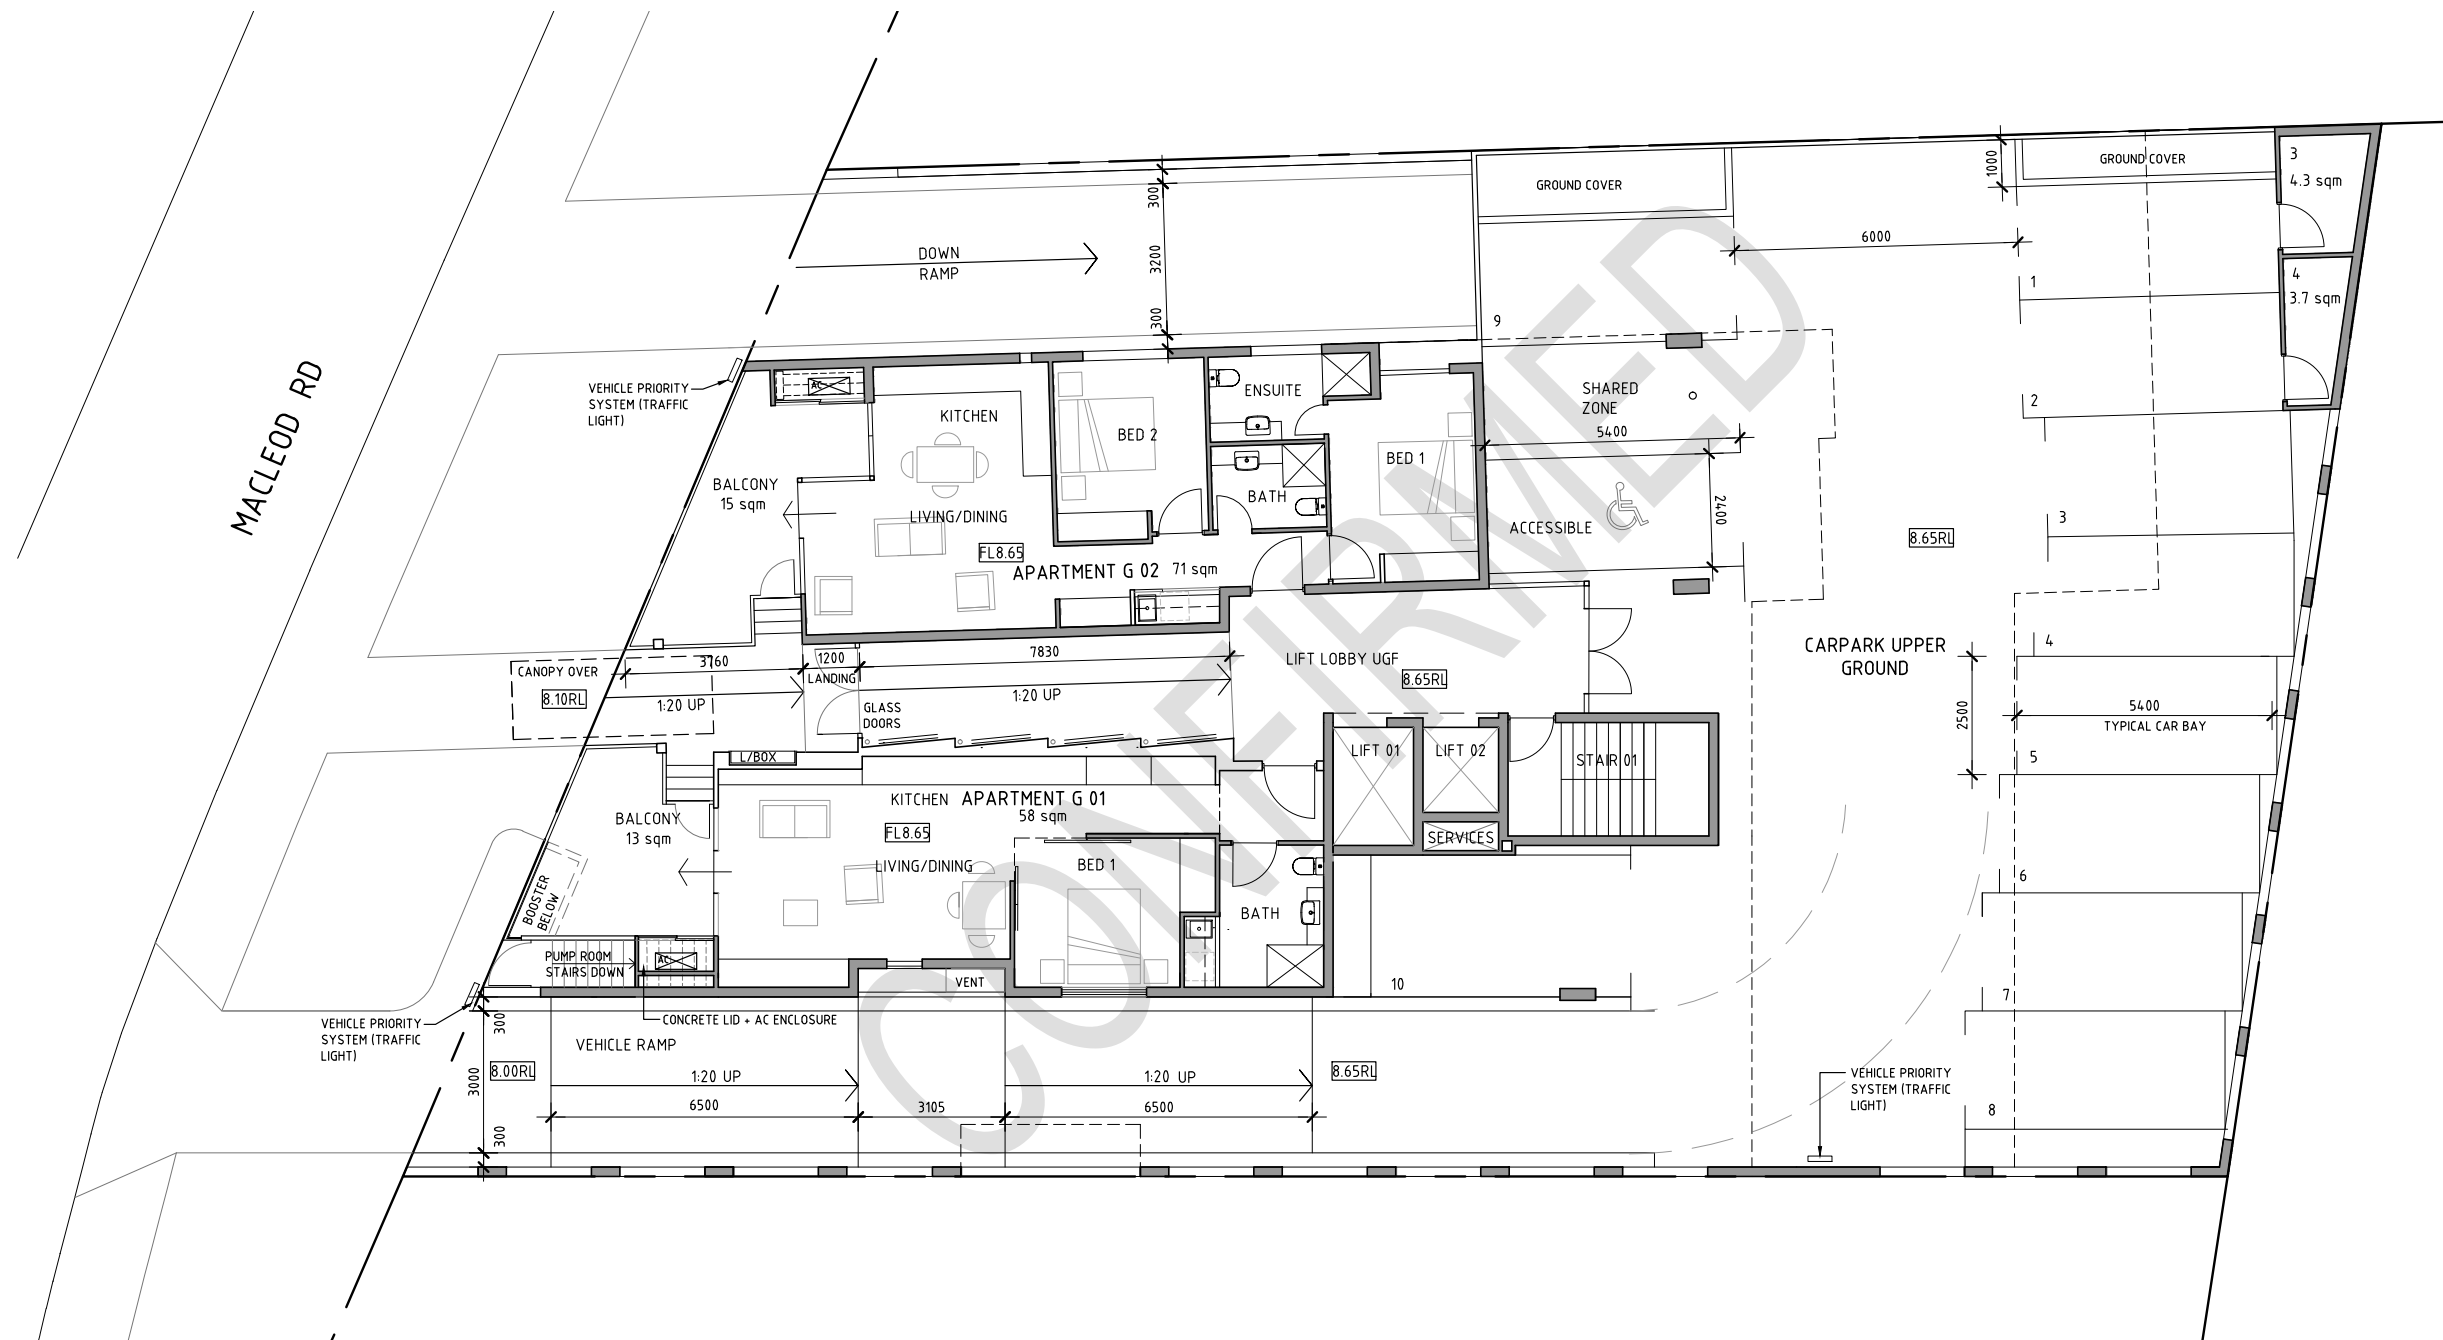 GROUND COVER
3
4.3 sqm
1000
GROUND COVER
300
6000
DOWN
RAMP
3200
4
3.7 sqm
1
300
9
MACLEOD RD
VEHICLE PRIORITY
SYSTEM (TRAFFIC
LIGHT)
AC
KITCHEN
ENSUITE
BED 2
BED 1
SHARED
ZONE
5400
2
BALCONY
15 sqm
LIVING/DINING
BATH
2400
ACCESSIBLE
3
8.65RL
FL8.65
APARTMENT G 02 71 sqm
4
CARPARK UPPER
GROUND
CANOPY OVER
8.10RL
3760
1200
7830
LANDING
1:20 UP
1:20 UP
GLASS
DOORS
LIFT LOBBY UGF
8.65RL
2500
5400
TYPICAL CAR BAY
5
L/BOX
LIFT 01
LIFT 02
STAIR 01
SERVICES
KITCHEN
APARTMENT G 01
58 sqm
FL8.65
BALCONY
13 sqm
LIVING/DINING
BED 1
6
BOOSTER
BELOW
BATH
PUMP ROOM
STAIRS DOWN
AC
VENT
10
7
VEHICLE PRIORITY
SYSTEM (TRAFFIC
LIGHT)
300
CONCRETE LID + AC ENCLOSURE
VEHICLE RAMP
8.00RL
3000
1:20 UP
1:20 UP
8.65RL
6500
3105
6500
300
VEHICLE PRIORITY
SYSTEM (TRAFFIC
LIGHT)
8
CONFIRMED